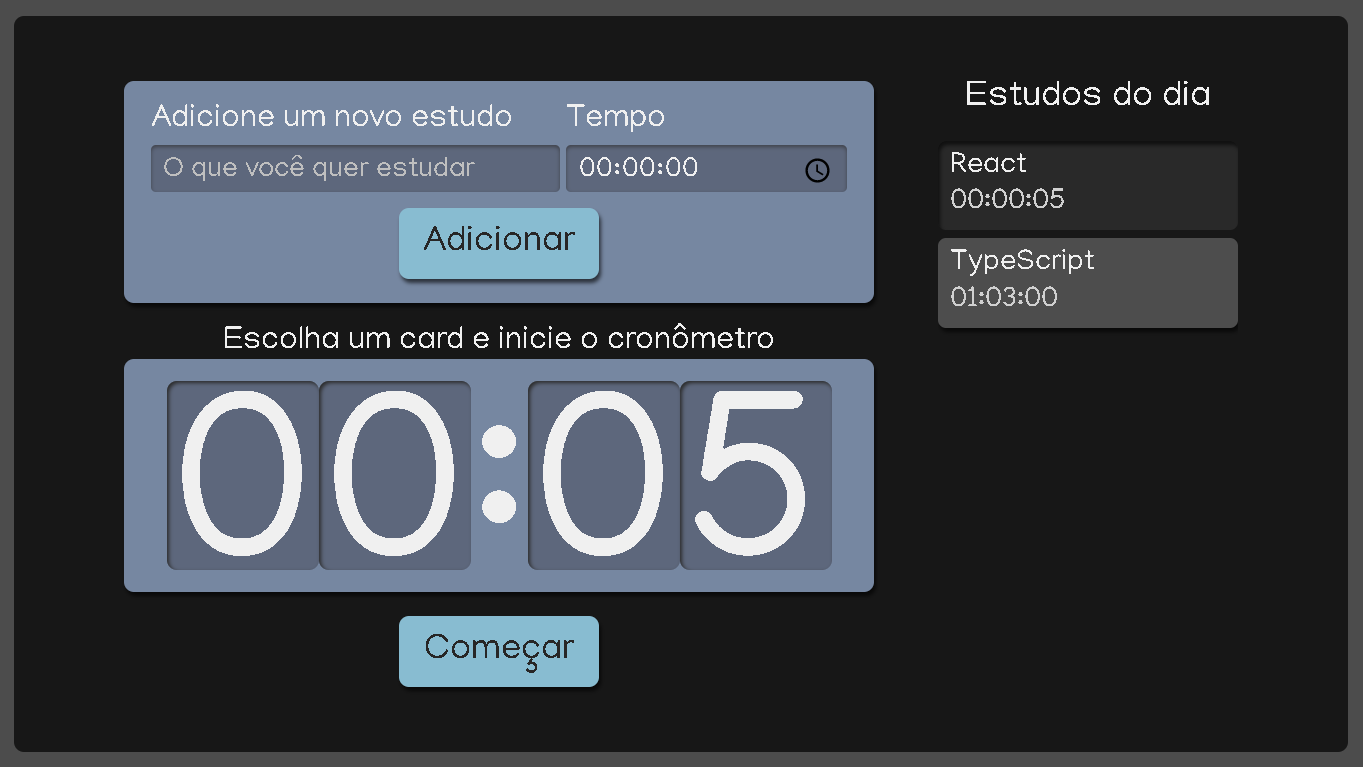 Adicione um novo estudo
Tempo
O que você quer estudar
00:00:00
Adicionar
Escolha um card e inicie o cronômetro
00:05
Começar
Estudos do dia
React
00:00:05
TypeScript
01:03:00